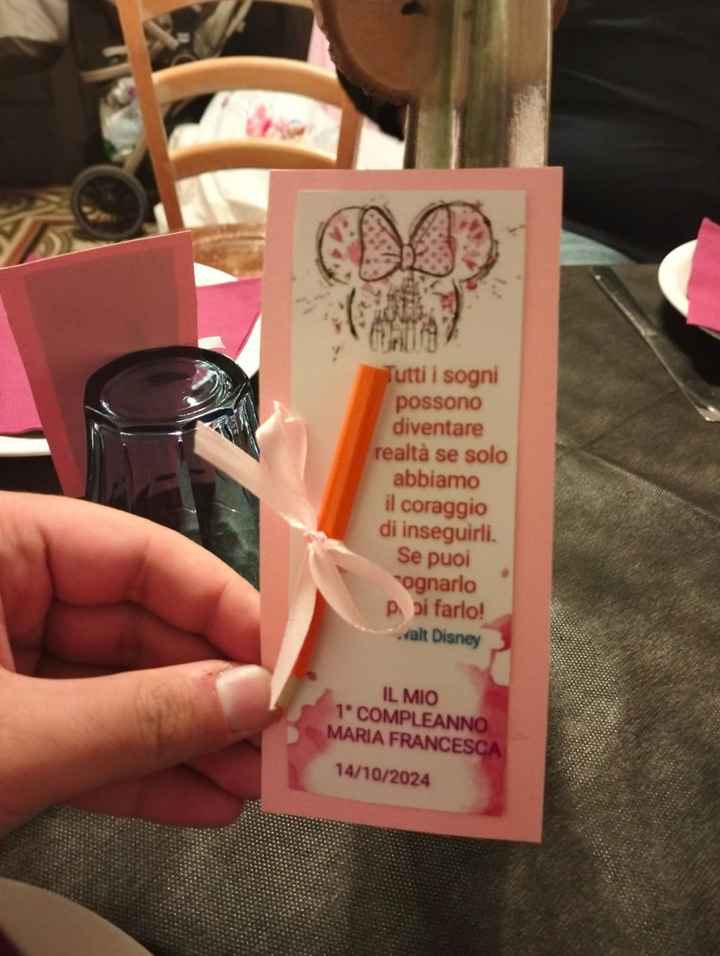 Tutti i sogni
possono
diventare
realtà se solo
abbiamo
il coraggio
di inseguirli.
Se puoi
sognarlo
puoi farlo!
Walt Disney
IL MIO
1° COMPLEANNO
MARIA FRANCESCA
14/10/2024